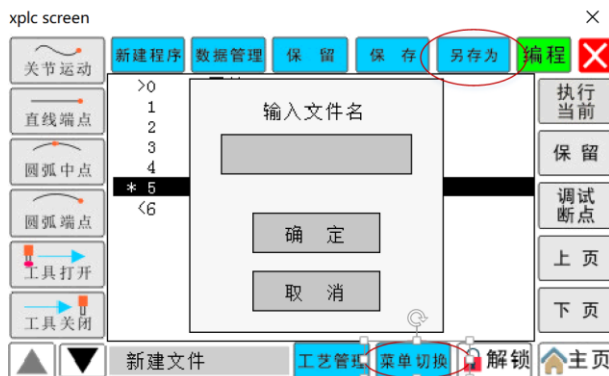 xplc screen
新建程序 数据管理 保 留 保 存 另存为 编程
关节运动
直线端点
圆弧中点
圆弧端点
工具打开
工具关闭
>0
1
2
3
4
* 5
<6
输入文件名
确 定
取 消
执行
当前
保 留
调试
断点
上 页
下 页
新建文件 工艺管理 菜单切换 解锁 主页